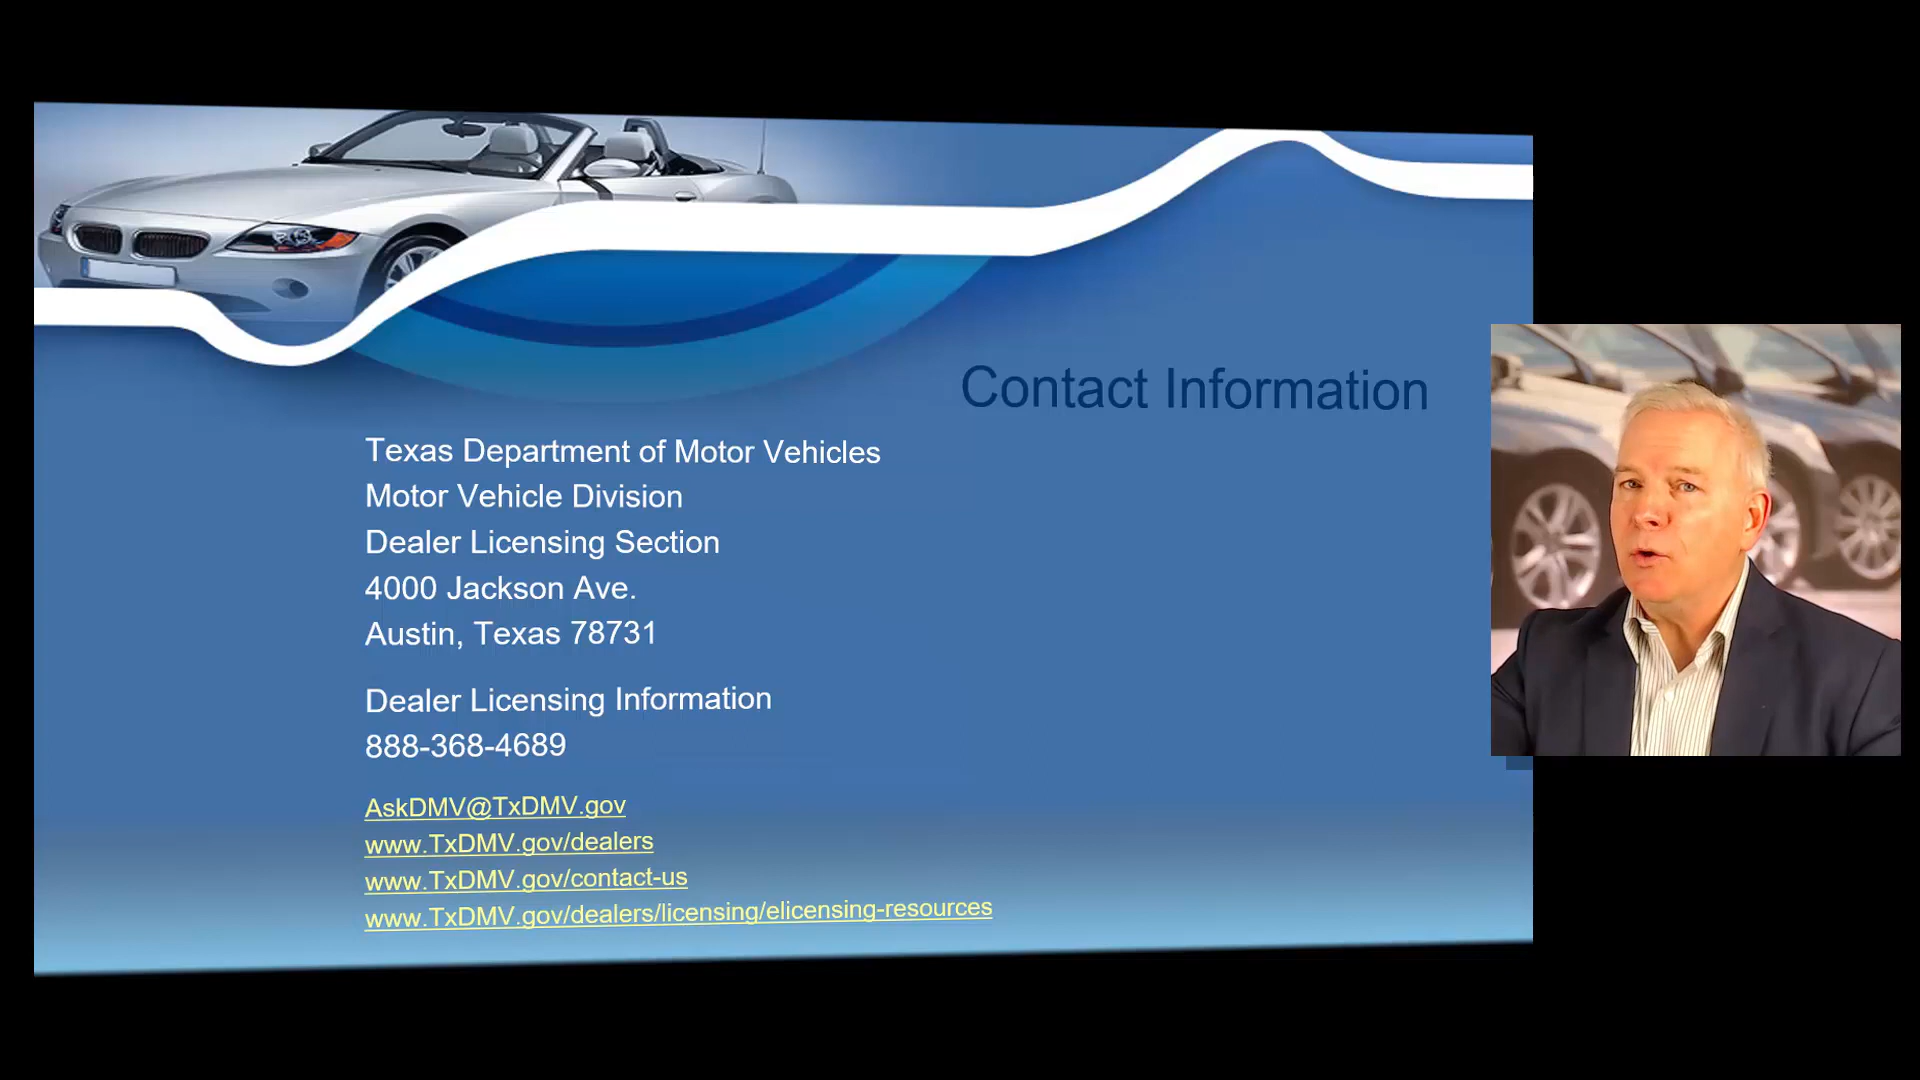 Contact Information
Texas Department of Motor Vehicles
Motor Vehicle Division
Dealer Licensing Section
4000 Jackson Ave.
Austin, Texas 78731
Dealer Licensing Information
888-368-4689
AskDMV@TxDMV.gov
www.TxDMV.gov/dealers
www.TxDMV.gov/contact-us
www.TxDMV.gov/dealers/licensing/elicensing-resources